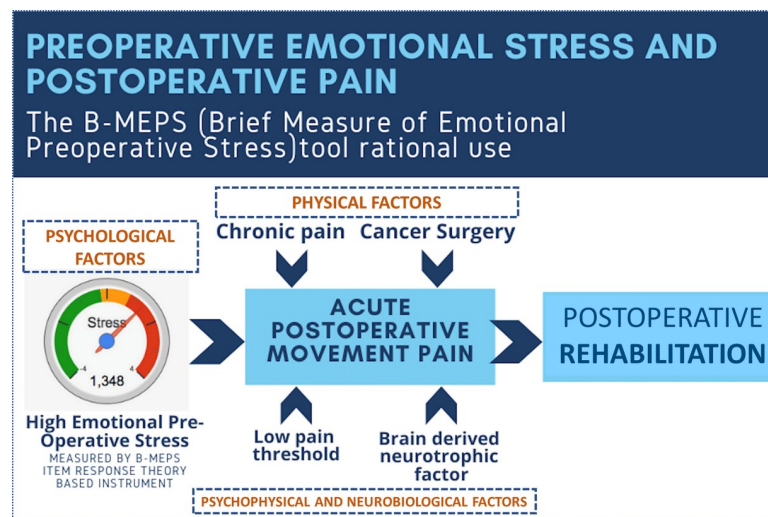 PREOPERATIVE EMOTIONAL STRESS AND
POSTOPERATIVE PAIN
The B-MEPS (Brief Measure of Emotional
Preoperative Stress)tool rational use
PHYSICAL FACTORS
Chronic pain Cancer Surgery
PSYCHOLOGICAL
FACTORS
Stress
-4 4
1,348
ACUTE
POSTOPERATIVE
MOVEMENT PAIN
POSTOPERATIVE
REHABILITATION
High Emotional Pre-
Operative Stress
MEASURED BY B-MEPS
ITEM RESPONSE THEORY
BASED INSTRUMENT
Low pain
threshold
Brain derived
neurotrophic
factor
PSYCHOPHYSICAL AND NEUROBIOLOGICAL FACTORS